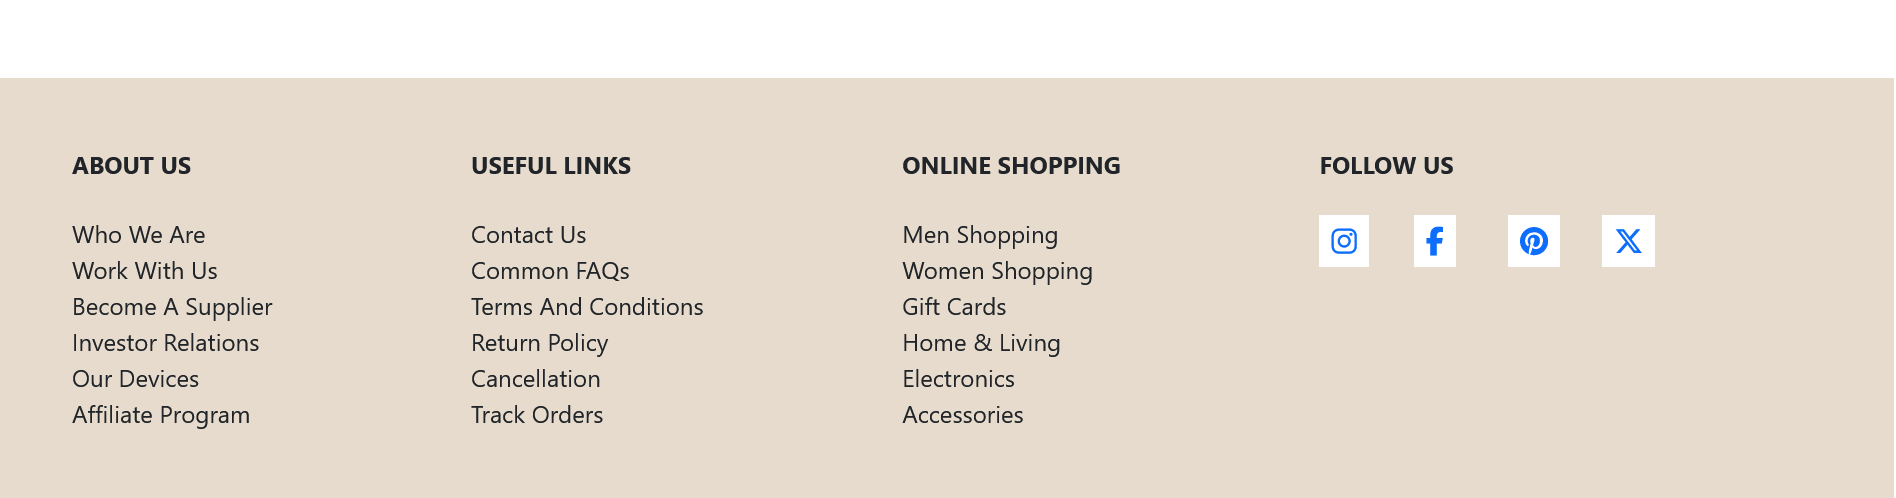 ABOUT US
Who We Are
Work With Us
Become A Supplier
Investor Relations
Our Devices
Affiliate Program
USEFUL LINKS
Contact Us
Common FAQs
Terms And Conditions
Return Policy
Cancellation
Track Orders
ONLINE SHOPPING
Men Shopping
Women Shopping
Gift Cards
Home & Living
Electronics
Accessories
FOLLOW US